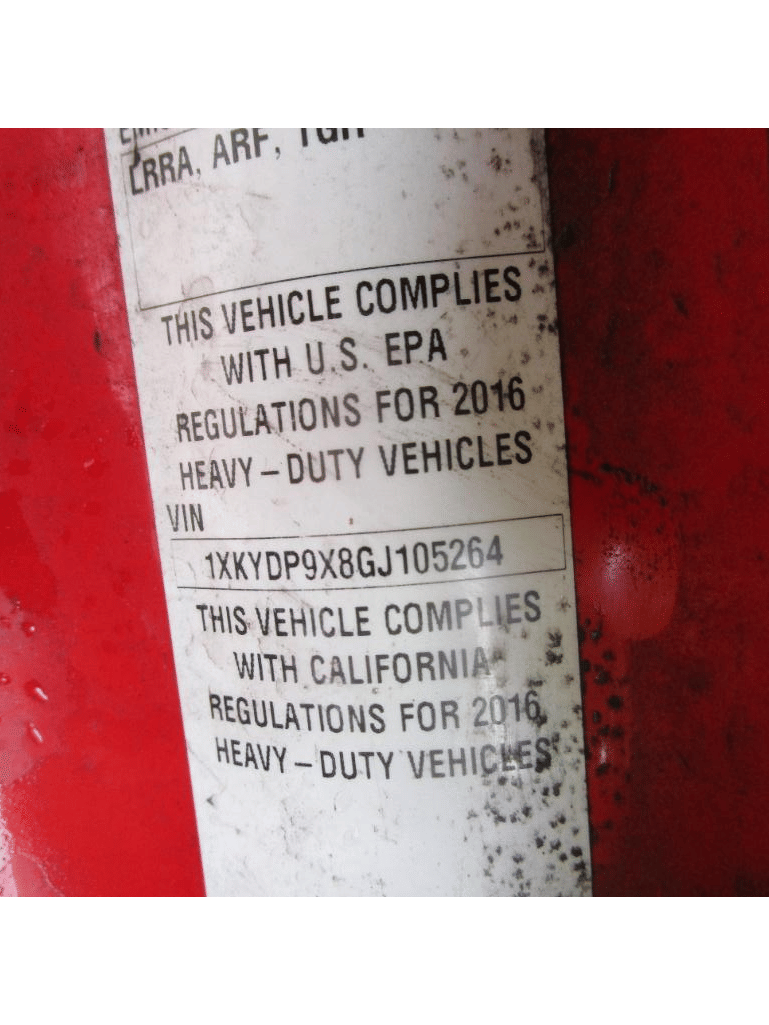 LRRA, ARF, TGR
THIS VEHICLE COMPLIES
WITH U.S. EPA
REGULATIONS FOR 2016
HEAVY – DUTY VEHICLES
VIN
1XKYDP9X8GJ105264
THIS VEHICLE COMPLIES
WITH CALIFORNIA
REGULATIONS FOR 2016
HEAVY – DUTY VEHICLES